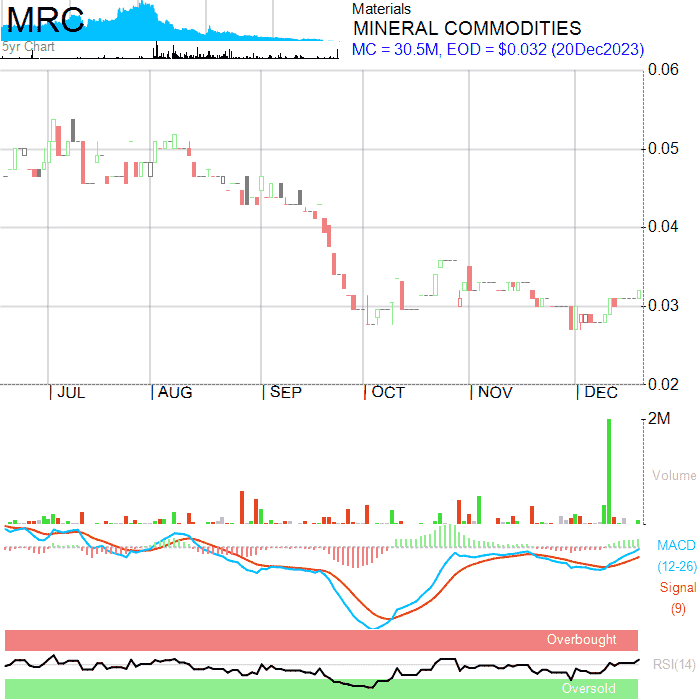 MRC
5yr Chart
Materials
MINERAL COMMODITIES
MC = 30.5M, EOD = $0.032 (20Dec2023)
0.06
0.05
0.04
0.03
0.02
JUL AUG SEP OCT NOV DEC
2M
Volume
MACD
(12-26)
Signal
(9)
Overbought
RSI(14)
Oversold